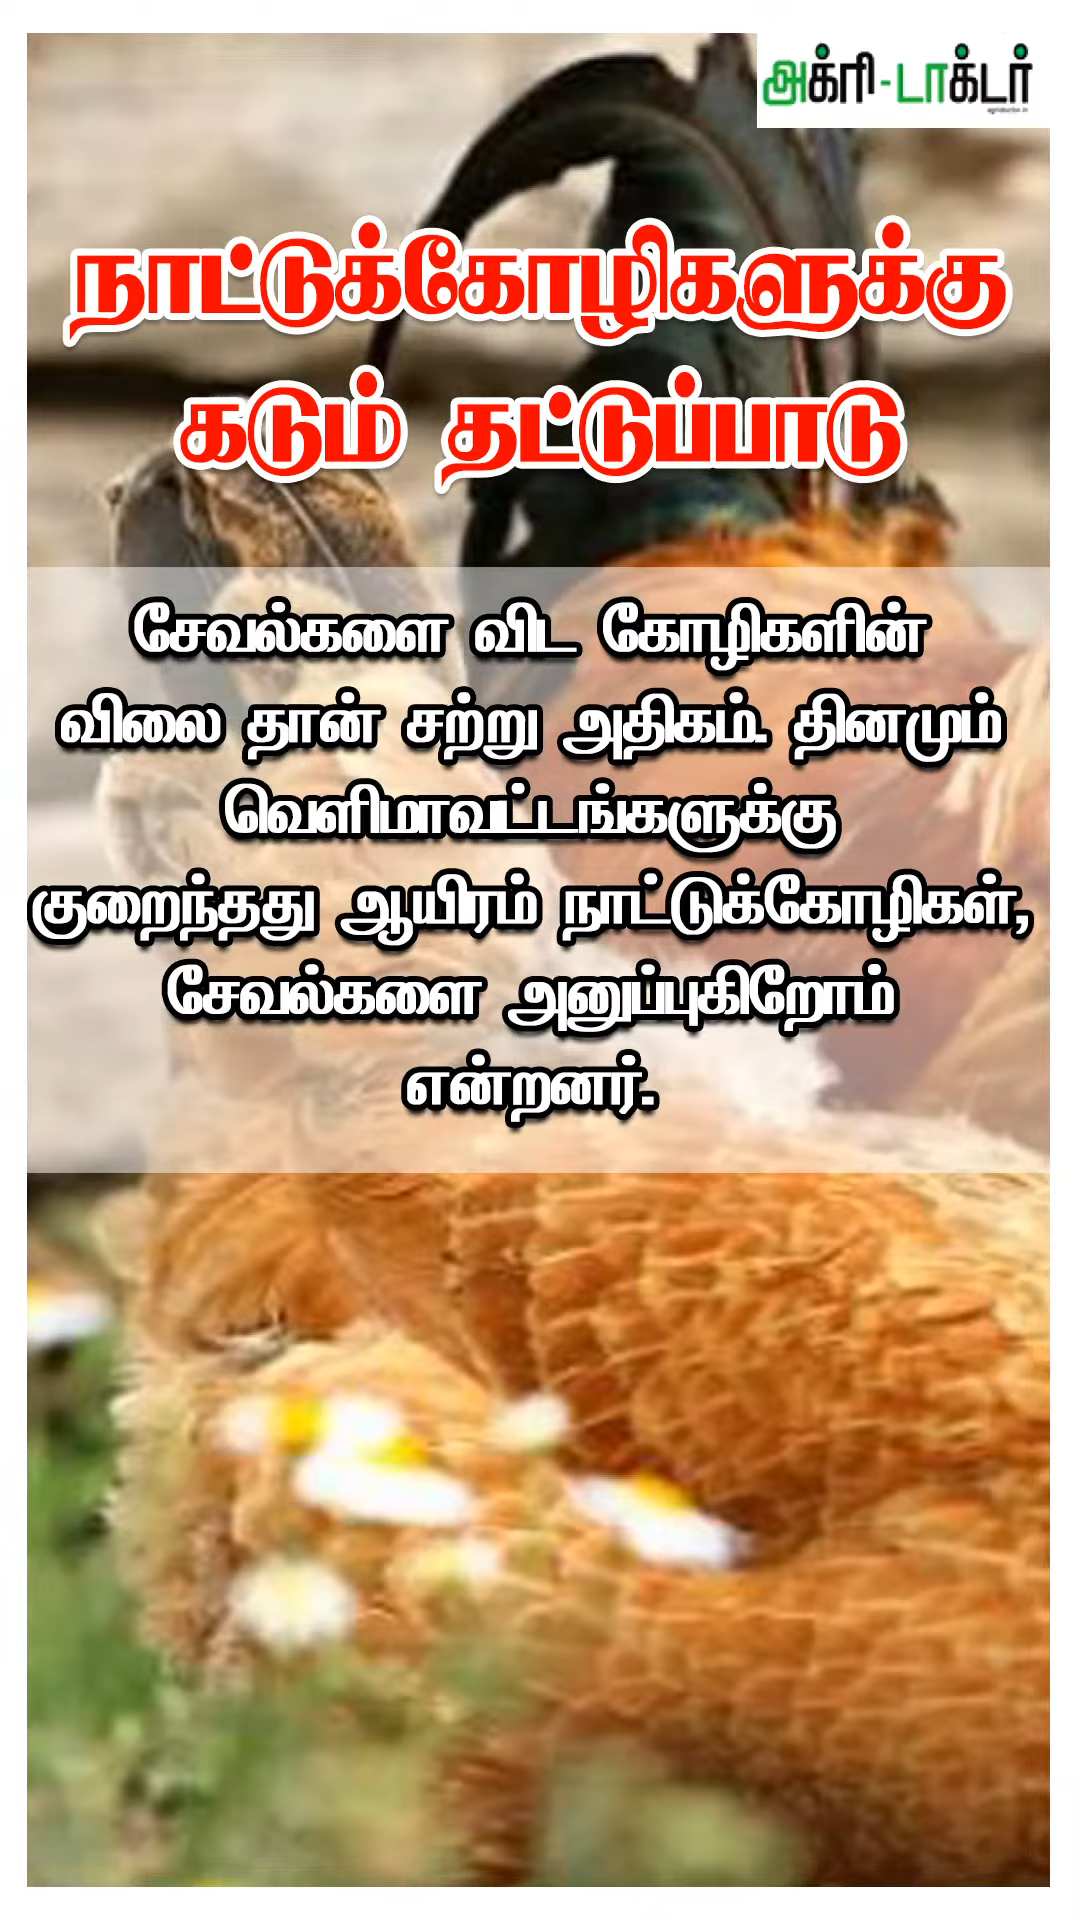 அக்ரி-டாக்டர்
நாட்டுக்கோழிகளுக்கு
கடும் தட்டுப்பாடு
சேவல்களை விட கோழிகளின்
விலை தான் சற்று அதிகம். தினமும்
வெளிமாவட்டங்களுக்கு
குறைந்தது ஆயிரம் நாட்டுக்கோழிகள்,
சேவல்களை அனுப்புகிறோம்
என்றனர்.